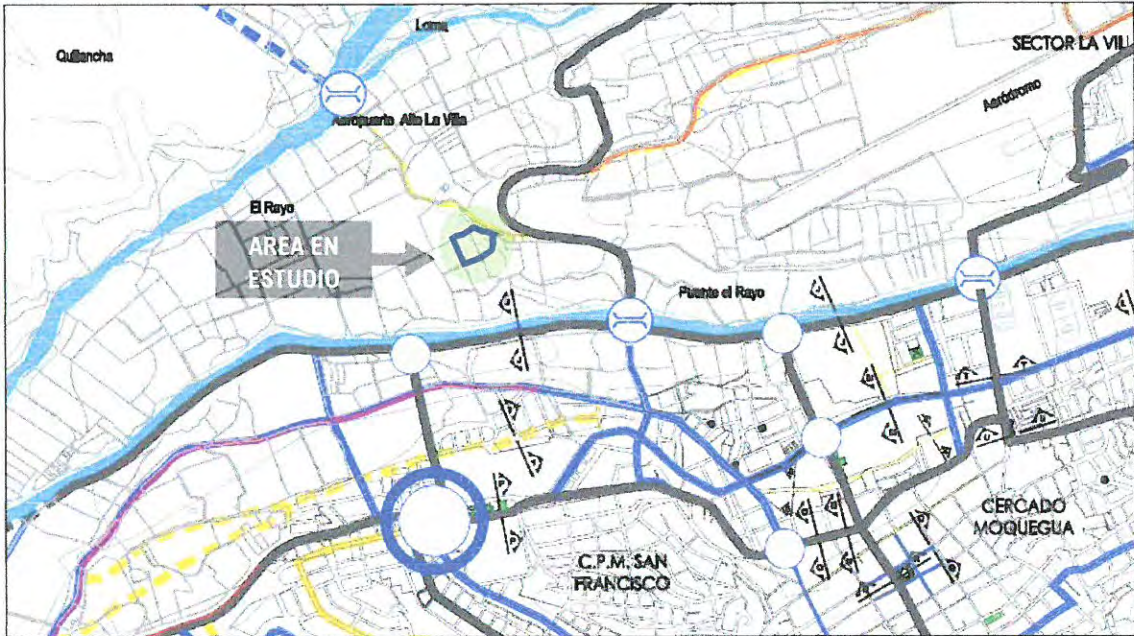 Loma
Quilancha
SECTOR LA VIL
Aeródromo
Aeropuerto Alto La Villa
El Rayo
AREA EN
ESTUDIO
Puente el Rayo
CERCADO
MOQUEGUA
C.P.M. SAN
FRANCISCO